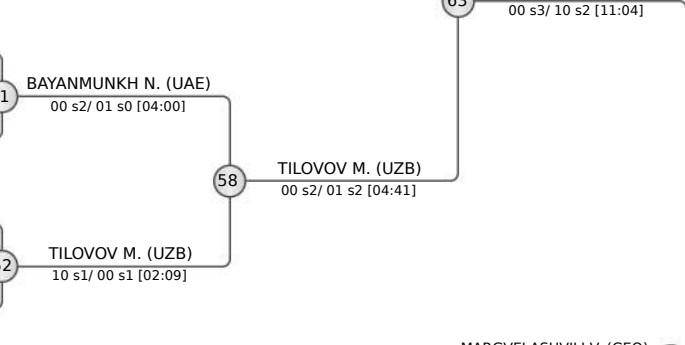 63
00 s3/ 10 s2 [11:04]
BAYANMUNKH N. (UAE)
00 s2/ 01 s0 [04:00]
58
TILOVOV M. (UZB)
00 s2/ 01 s2 [04:41]
TILOVOV M. (UZB)
10 s1/ 00 s1 [02:09]